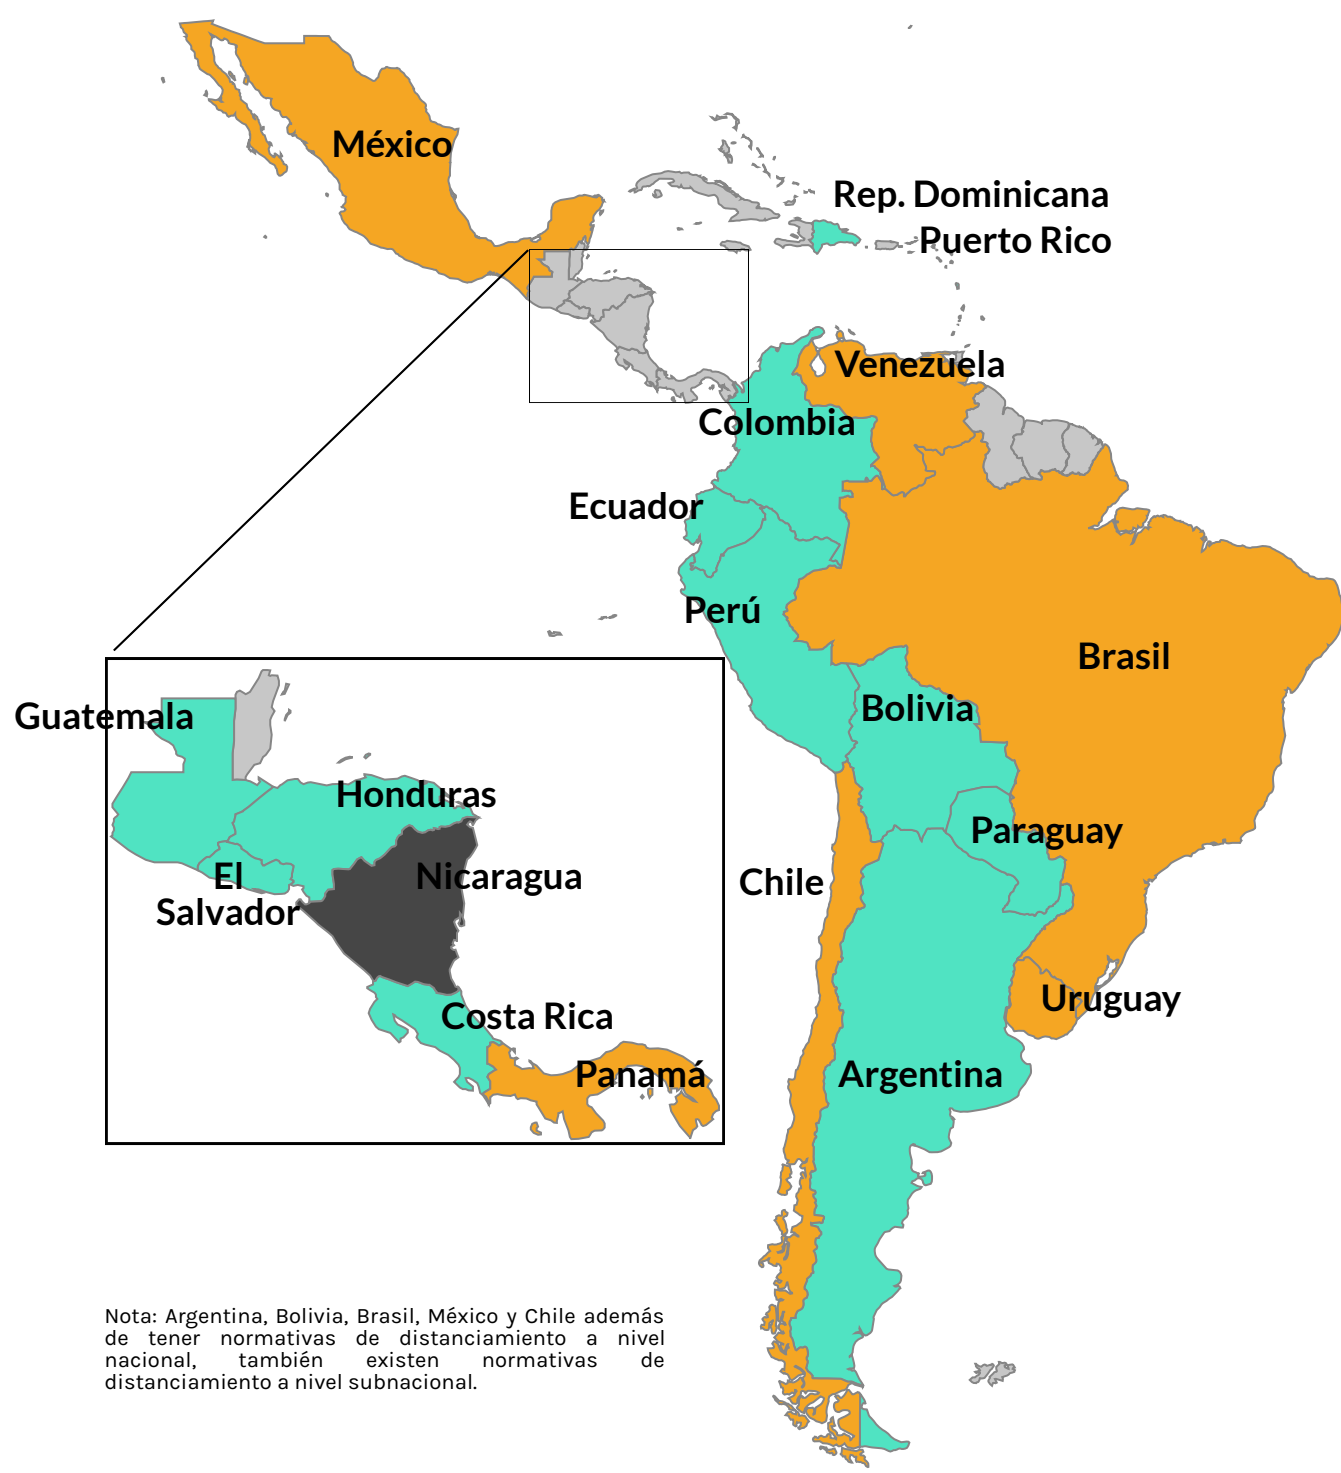 México
Rep. Dominicana
Puerto Rico
Venezuela
Colombia
Ecuador
Perú
Brasil
Bolivia
Guatemala
Honduras
Paraguay
El
Salvador
Nicaragua
Chile
Uruguay
Costa Rica
Panamá
Argentina
Nota: Argentina, Bolivia, Brasil, México y Chile además
de tener normativas de distanciamiento a nivel
nacional, también existen normativas de
distanciamiento a nivel subnacional.